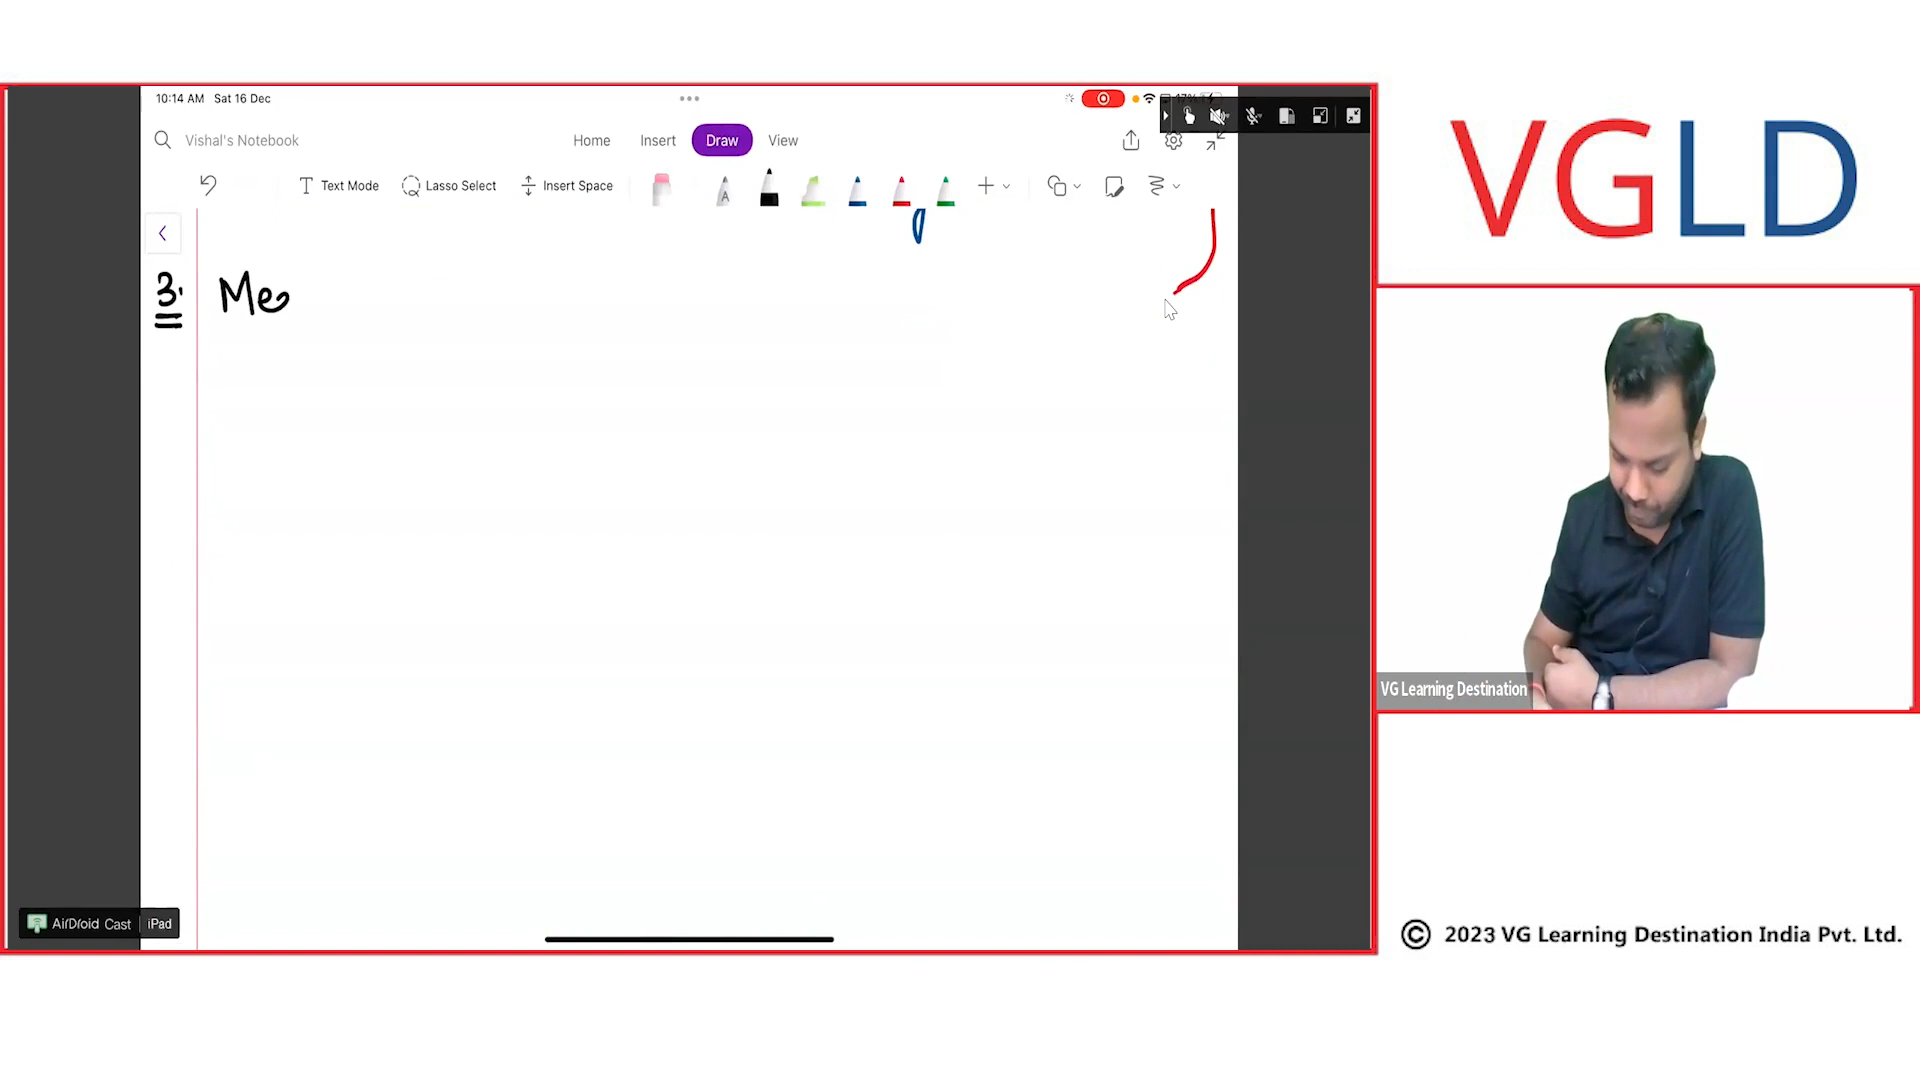 10:14 AM Sat 16 Dec
17%
VGLD
Vishal's Notebook
Home Insert Draw View
Text Mode Lasso Select Insert Space
A
3. Me
VG Learning Destination
AirDroid Cast iPad
© 2023 VG Learning Destination India Pvt. Ltd.